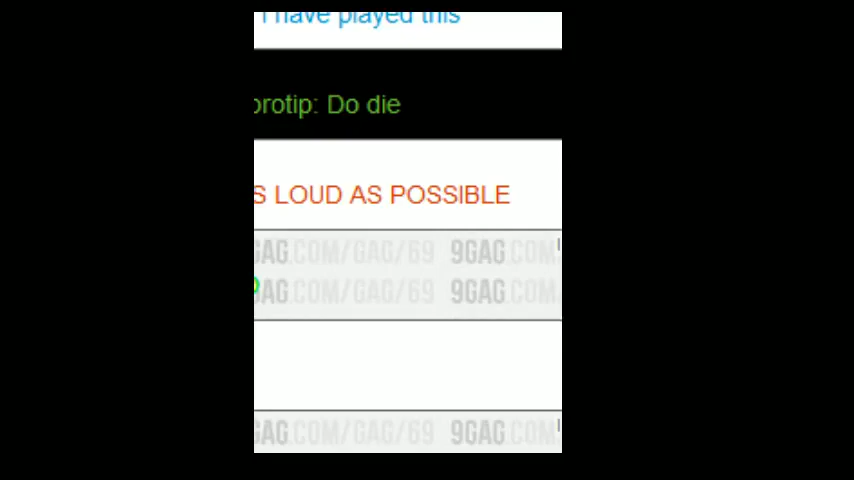 I have played this
protip: Do die
S LOUD AS POSSIBLE
GAG.COM/GAG/69 9GAG.COM
GAG.COM/GAG/69 9GAG.COM.
GAG.COM/GAG/69 9GAG.COM